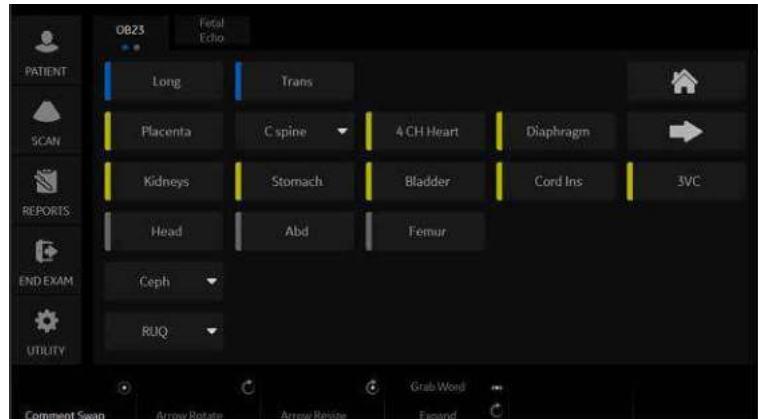 OB23
Fetal
Echo
PATIENT
Long
Trans
SCAN
Placenta
C spine
4 CH Heart
Diaphragm
REPORTS
Kidneys
Stomach
Bladder
Cord Ins
3VC
END EXAM
Head
Abd
Femur
Ceph
UTILITY
RUQ
Grab Word
Comment Swap
Arrow Rotate
Arrow Resize
Expand